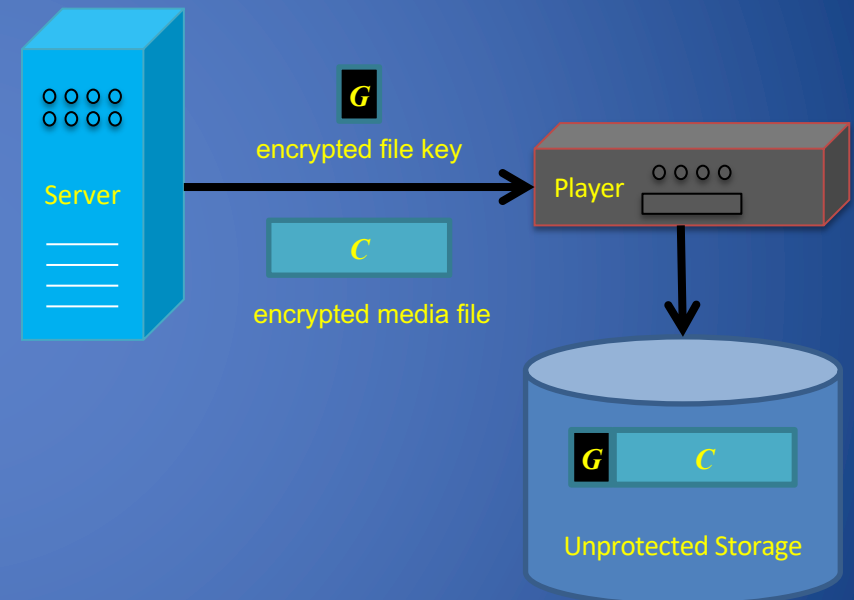 G
encrypted file key
Server
Player
C
encrypted media file
G C
Unprotected Storage